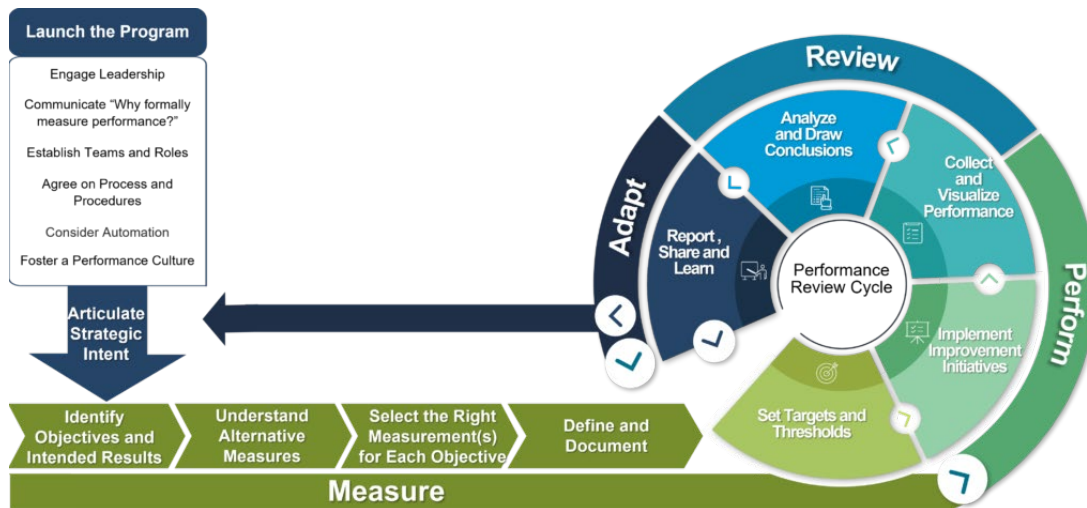 Launch the Program
Engage Leadership
Communicate “Why formally
measure performance?”
Establish Teams and Roles
Agree on Process and
Procedures
Consider Automation
Foster a Performance Culture
Articulate
Strategic
Intent
Identify
Objectives and
Intended Results
Understand
Alternative
Measures
Select the Right
Measurement(s)
for Each Objective
Define and
Document
Measure
Set Targets and
Thresholds
Implement
Improvement
Initiatives
Perform
Collect
and
Visualize
Performance
Review
Analyze
and Draw
Conclusions
Adapt
Report ,
Share and
Learn
Performance
Review Cycle